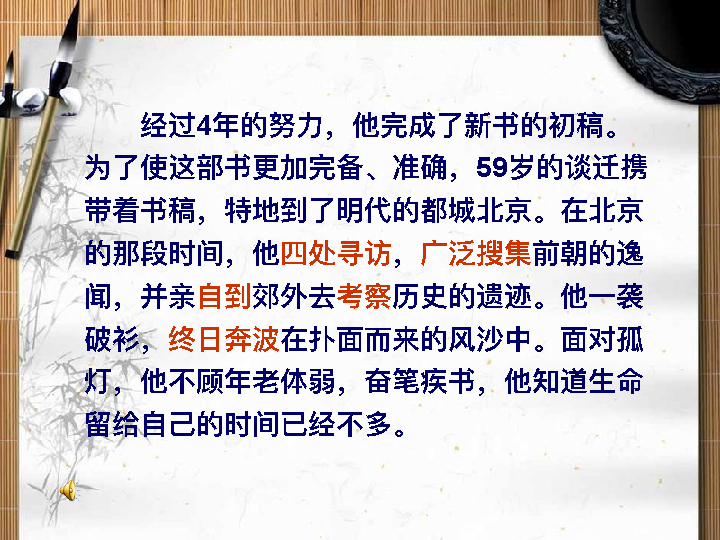 经过4年的努力，他完成了新书的初稿。
为了使这部书更加完备、准确，59岁的谈迁携
带着书稿，特地到了明代的都城北京。在北京
的那段时间，他四处寻访，广泛搜集前朝的逸
闻，并亲自到郊外去考察历史的遗迹。他一袭
破衫，终日奔波在扑面而来的风沙中。面对孤
灯，他不顾年老体弱，奋笔疾书，他知道生命
留给自己的时间已经不多。